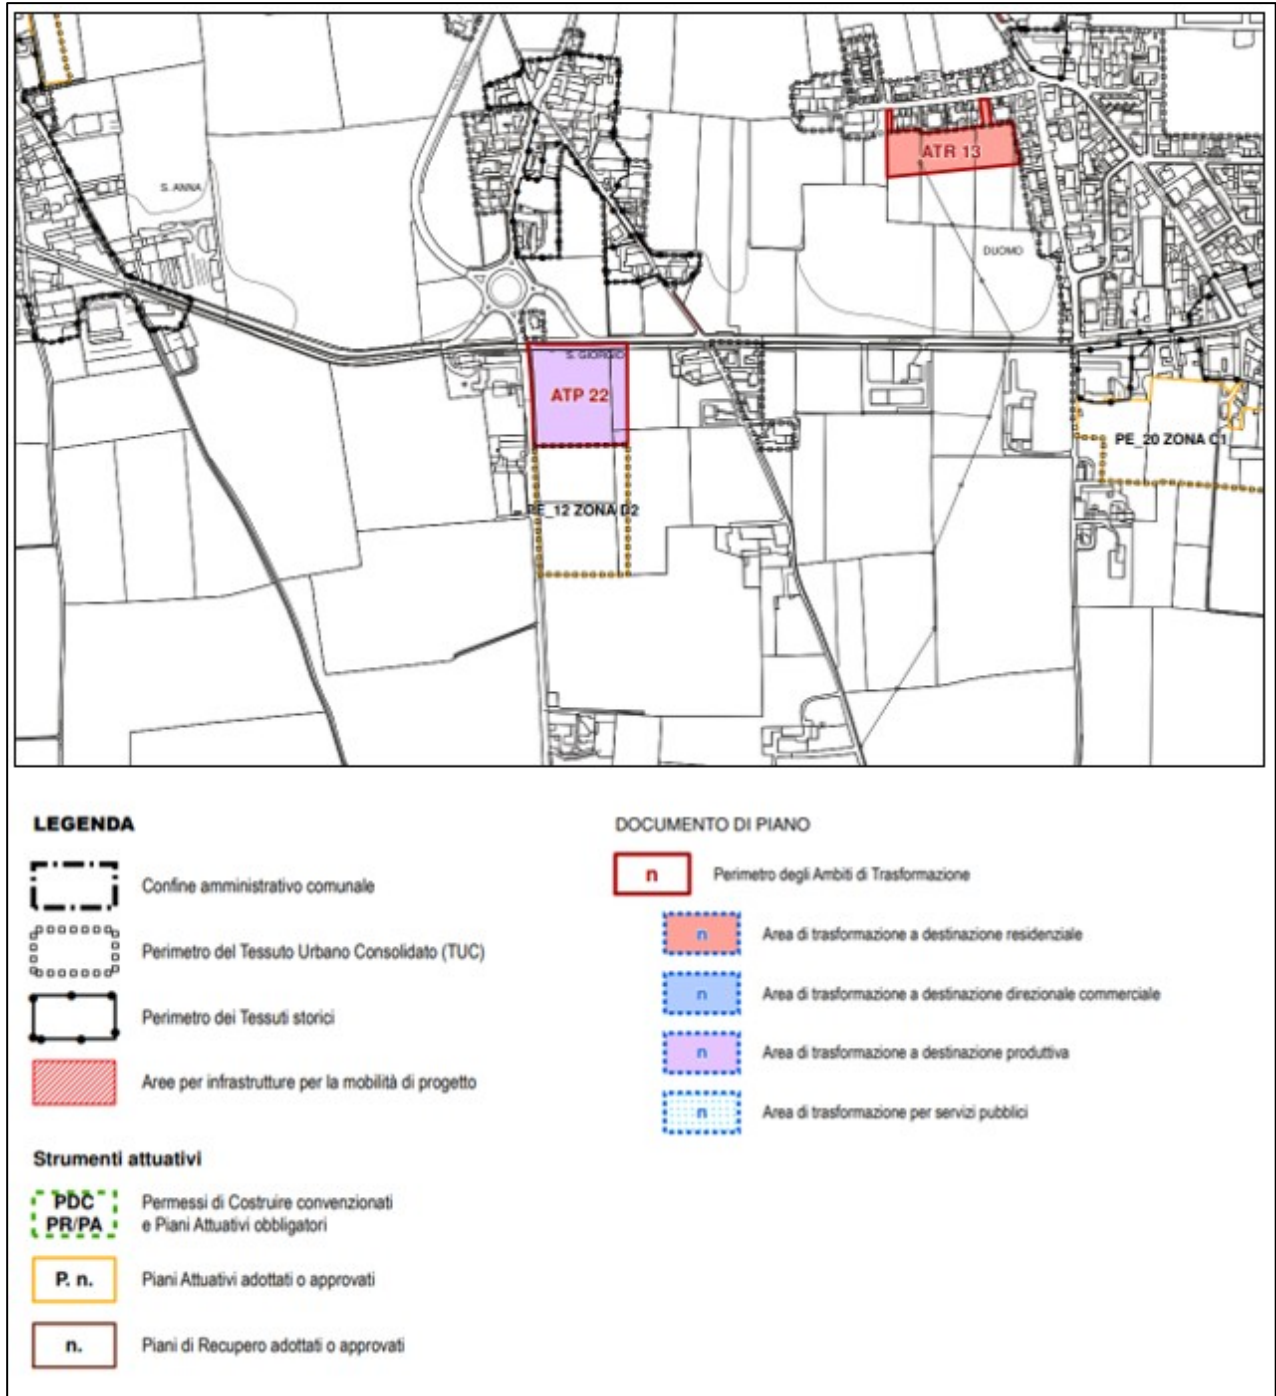 ATR 13
S. ANNA
DUOMO
S. GIORGIO
ATP 22
PE_20 ZONA C1
PE_12 ZONA D2
LEGENDA
Confine amministrativo comunale
Perimetro del Tessuto Urbano Consolidato (TUC)
Perimetro dei Tessuti storici
Aree per infrastrutture per la mobilità di progetto
Strumenti attuativi
PDC
PR/PA
Permessi di Costruire convenzionati
e Piani Attuativi obbligatori
P. n.
Piani Attuativi adottati o approvati
n.
Piani di Recupero adottati o approvati
DOCUMENTO DI PIANO
n
Perimetro degli Ambiti di Trasformazione
n
Area di trasformazione a destinazione residenziale
n
Area di trasformazione a destinazione direzionale commerciale
n
Area di trasformazione a destinazione produttiva
n
Area di trasformazione per servizi pubblici